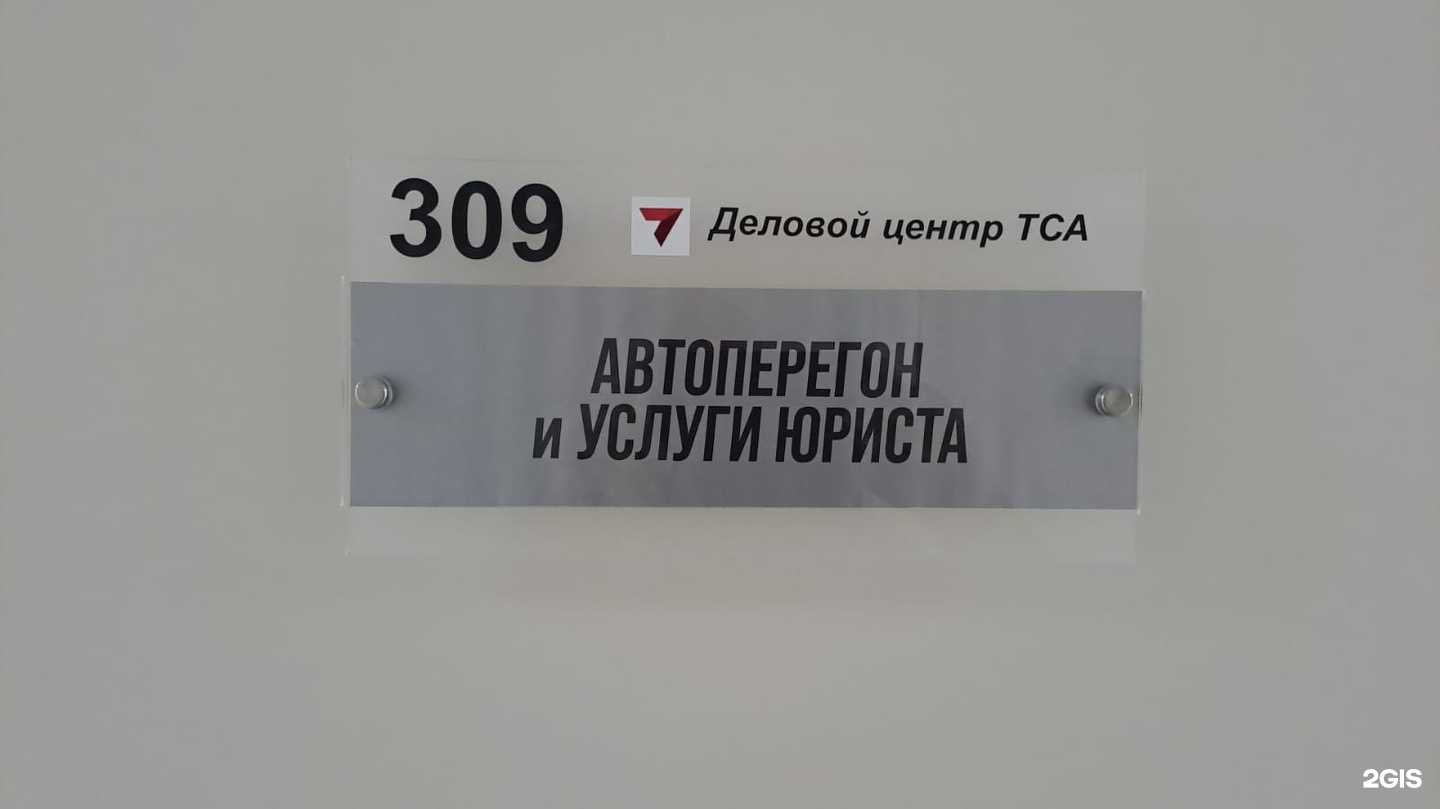 309 Деловой центр ТСА
АВТОПЕРЕГОН
и УСЛУГИ ЮРИСТА
2GIS